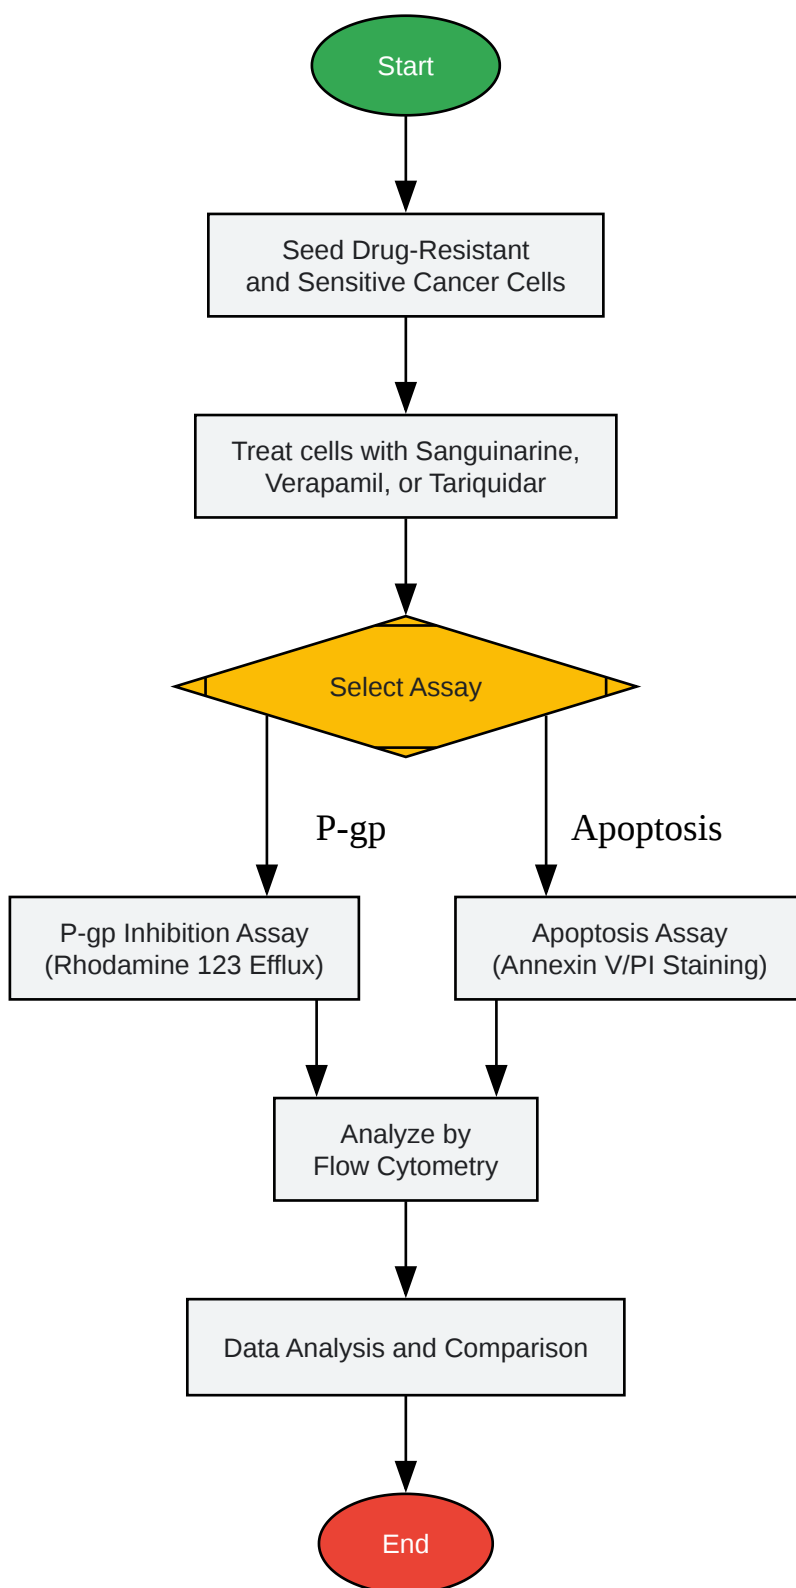 Start
Seed Drug-Resistant
and Sensitive Cancer Cells
Treat cells with Sanguinarine,
Verapamil, or Tariquidar
Select Assay
P-gp
Apoptosis
P-gp Inhibition Assay
(Rhodamine 123 Efflux)
Apoptosis Assay
(Annexin V/PI Staining)
Analyze by
Flow Cytometry
Data Analysis and Comparison
End